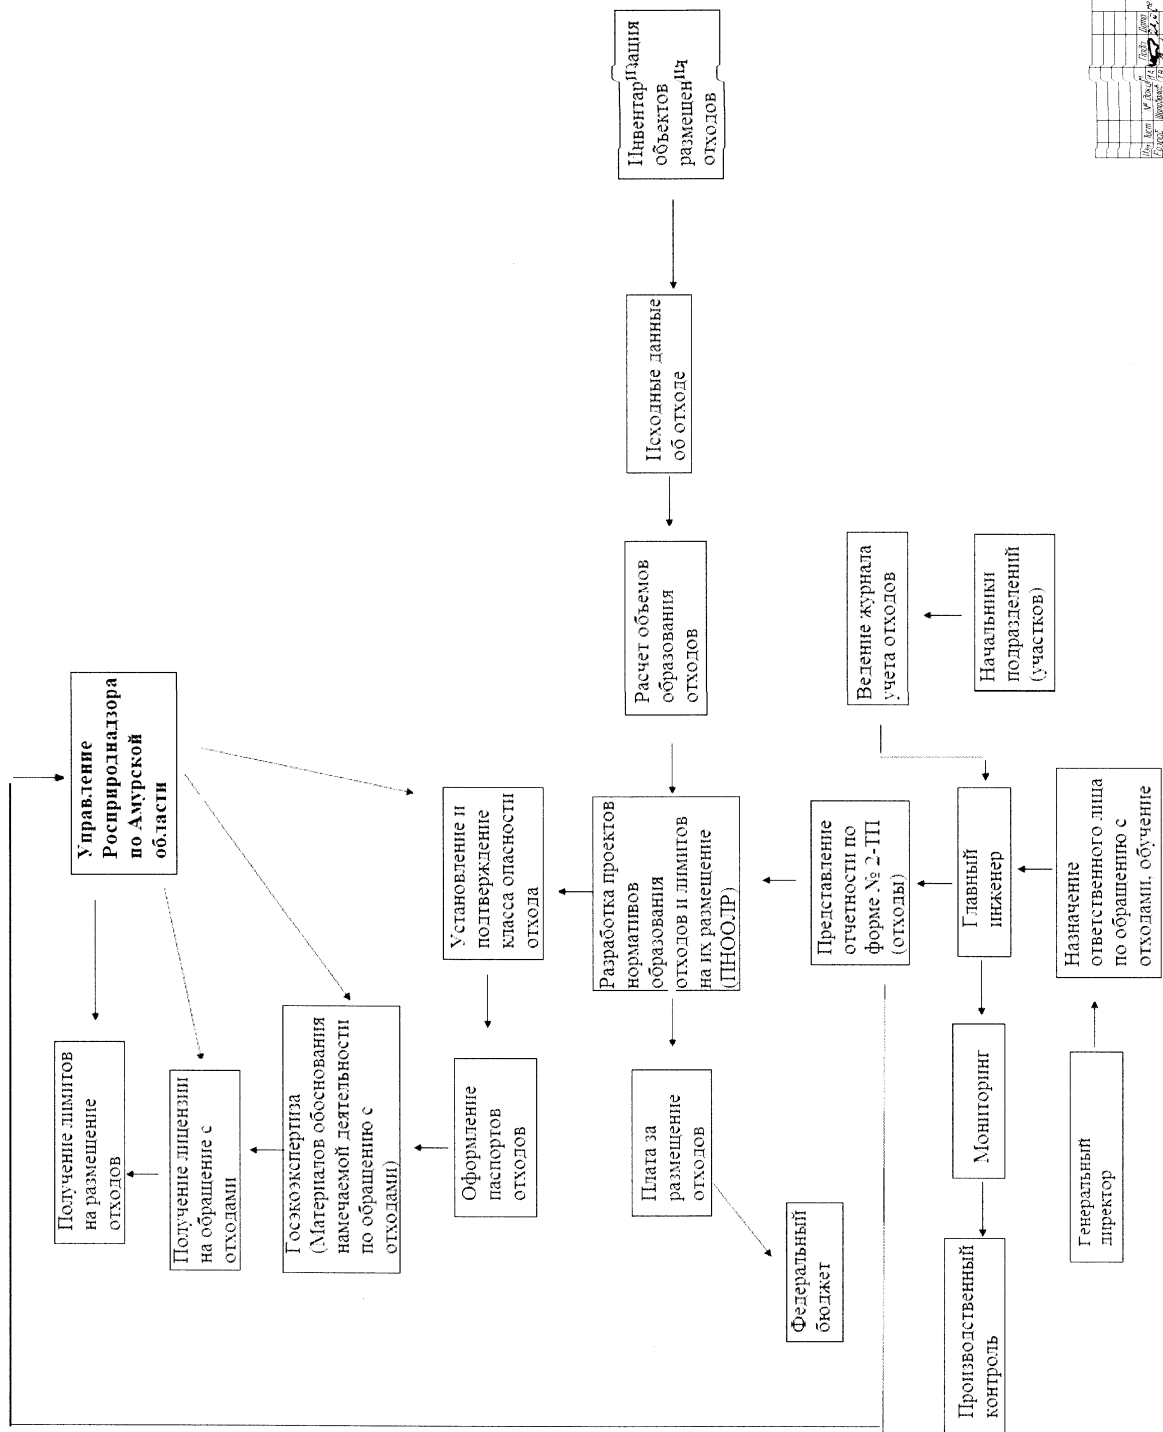 Управление
Росприроднадзора
по Амурской
области
Получение лимитов
на размещение
отходов
Получение лицензии
на обращение с
отходами
Госэкоэкспертиза
(Материалов обоснования
намечаемой деятельности
по обращению с
отходами)
Установление и
подтверждение
класса опасности
отхода
Оформление
паспортов
отходов
Инвентаризация
объектов
размещения
отходов
Исходные данные
об отходе
Расчет объемов
образования
отходов
Разработка проектов
нормативов
образования
отходов и лимитов
на их размещение
(ПНООЛР)
Плата за
размещение
отходов
Федеральный
бюджет
Ведение журнала
учета отходов
Начальники
подразделений
(участков)
Представление
отчетности по
форме № 2-ТП
(отходы)
Главный
инженер
Мониторинг
Производственный
контроль
Назначение
ответственного лица
по обращению с
отходами, обучение
Генеральный
директор